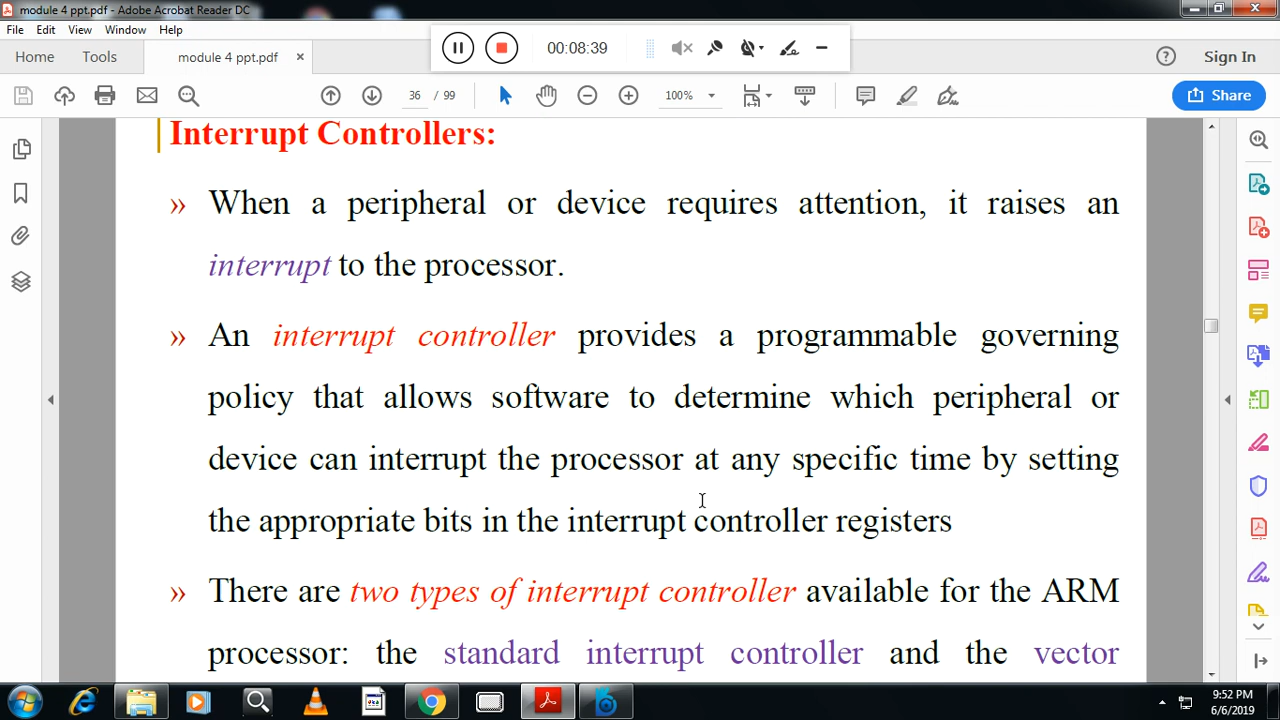 module 4 ppt.pdf - Adobe Acrobat Reader DC
File Edit View Window Help
Home Tools module 4 ppt.pdf × 00:08:39 Sign In
36 / 99 100% Share
Interrupt Controllers:
» When a peripheral or device requires attention, it raises an
interrupt to the processor.
» An interrupt controller provides a programmable governing
policy that allows software to determine which peripheral or
device can interrupt the processor at any specific time by setting
the appropriate bits in the interrupt controller registers
» There are two types of interrupt controller available for the ARM
processor: the standard interrupt controller and the vector
9:52 PM
6/6/2019